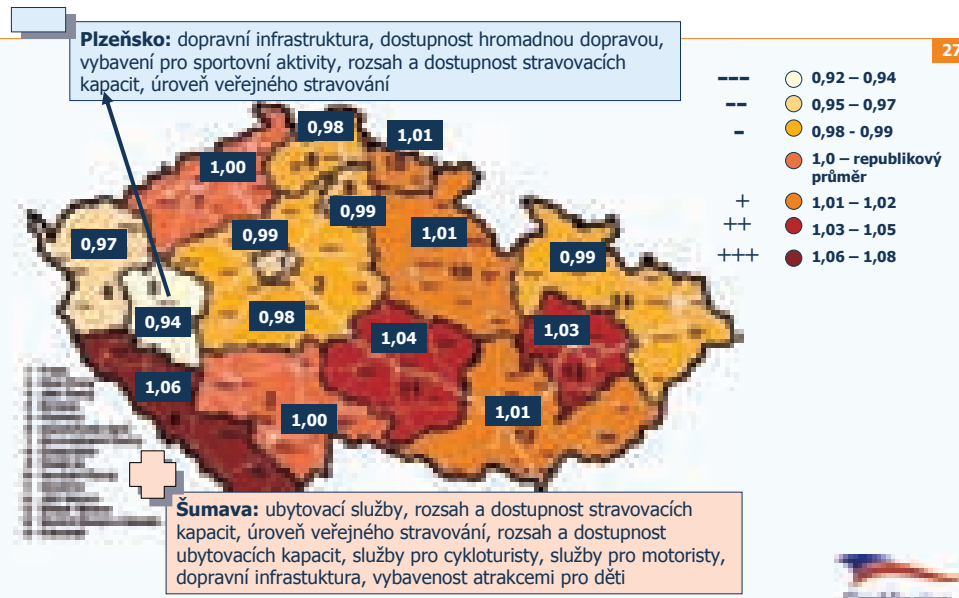 Plzeňsko: dopravní infrastruktura, dostupnost hromadnou dopravou,
vybavení pro sportovní aktivity, rozsah a dostupnost stravovacích
kapacit, úroveň veřejného stravování
27
--- 0,92 – 0,94
-- 0,95 – 0,97
- 0,98 - 0,99
1,0 – republikový
průměr
+ 1,01 – 1,02
++ 1,03 – 1,05
+++ 1,06 – 1,08
0,98
1,01
1,00
0,99
0,97
0,99
1,01
0,99
0,94
0,98
1,04
1,03
1,06
1,00
1,01
Šumava: ubytovací služby, rozsah a dostupnost stravovacích
kapacit, úroveň veřejného stravování, rozsah a dostupnost
ubytovacích kapacit, služby pro cykloturisty, služby pro motoristy,
dopravní infrastuktura, vybavenost atrakcemi pro děti